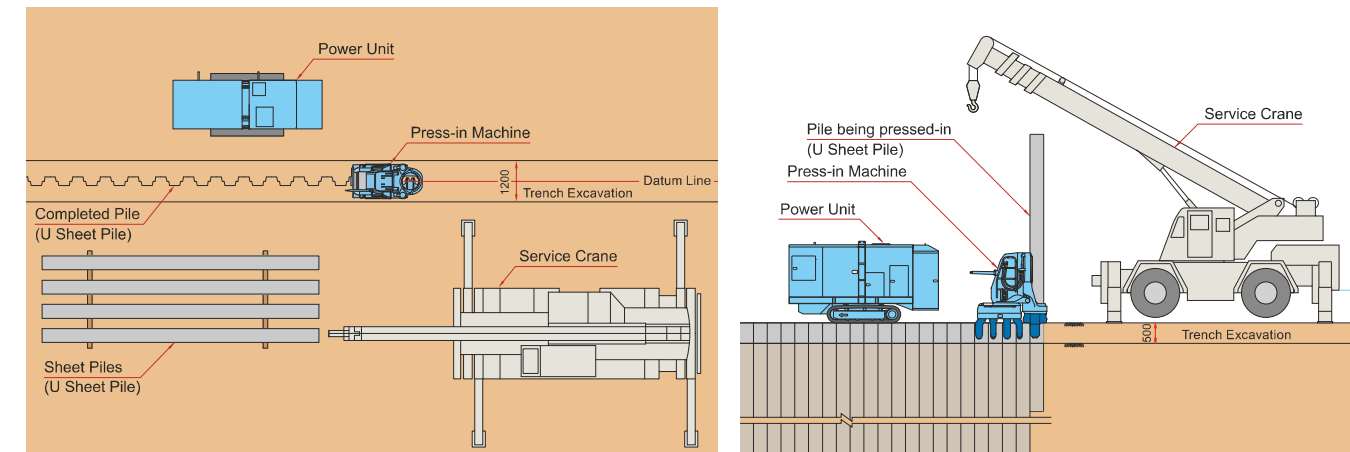 Power Unit
Press-in Machine
1200
Datum Line
Trench Excavation
Completed Pile
(U Sheet Pile)
Service Crane
Sheet Piles
(U Sheet Pile)
Service Crane
Pile being pressed-in
(U Sheet Pile)
Press-in Machine
Power Unit
500
Trench Excavation